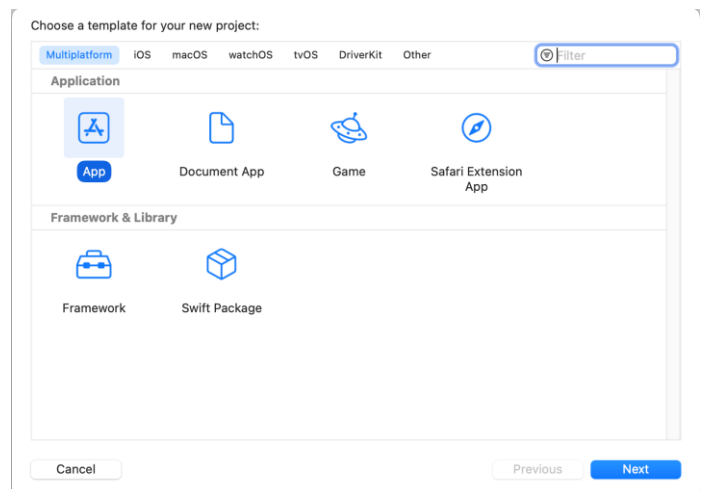 Choose a template for your new project:
Multiplatform iOS macOS watchOS tvOS DriverKit Other Filter
Application
App Document App Game Safari Extension App
Framework & Library
Framework Swift Package
Cancel Previous Next